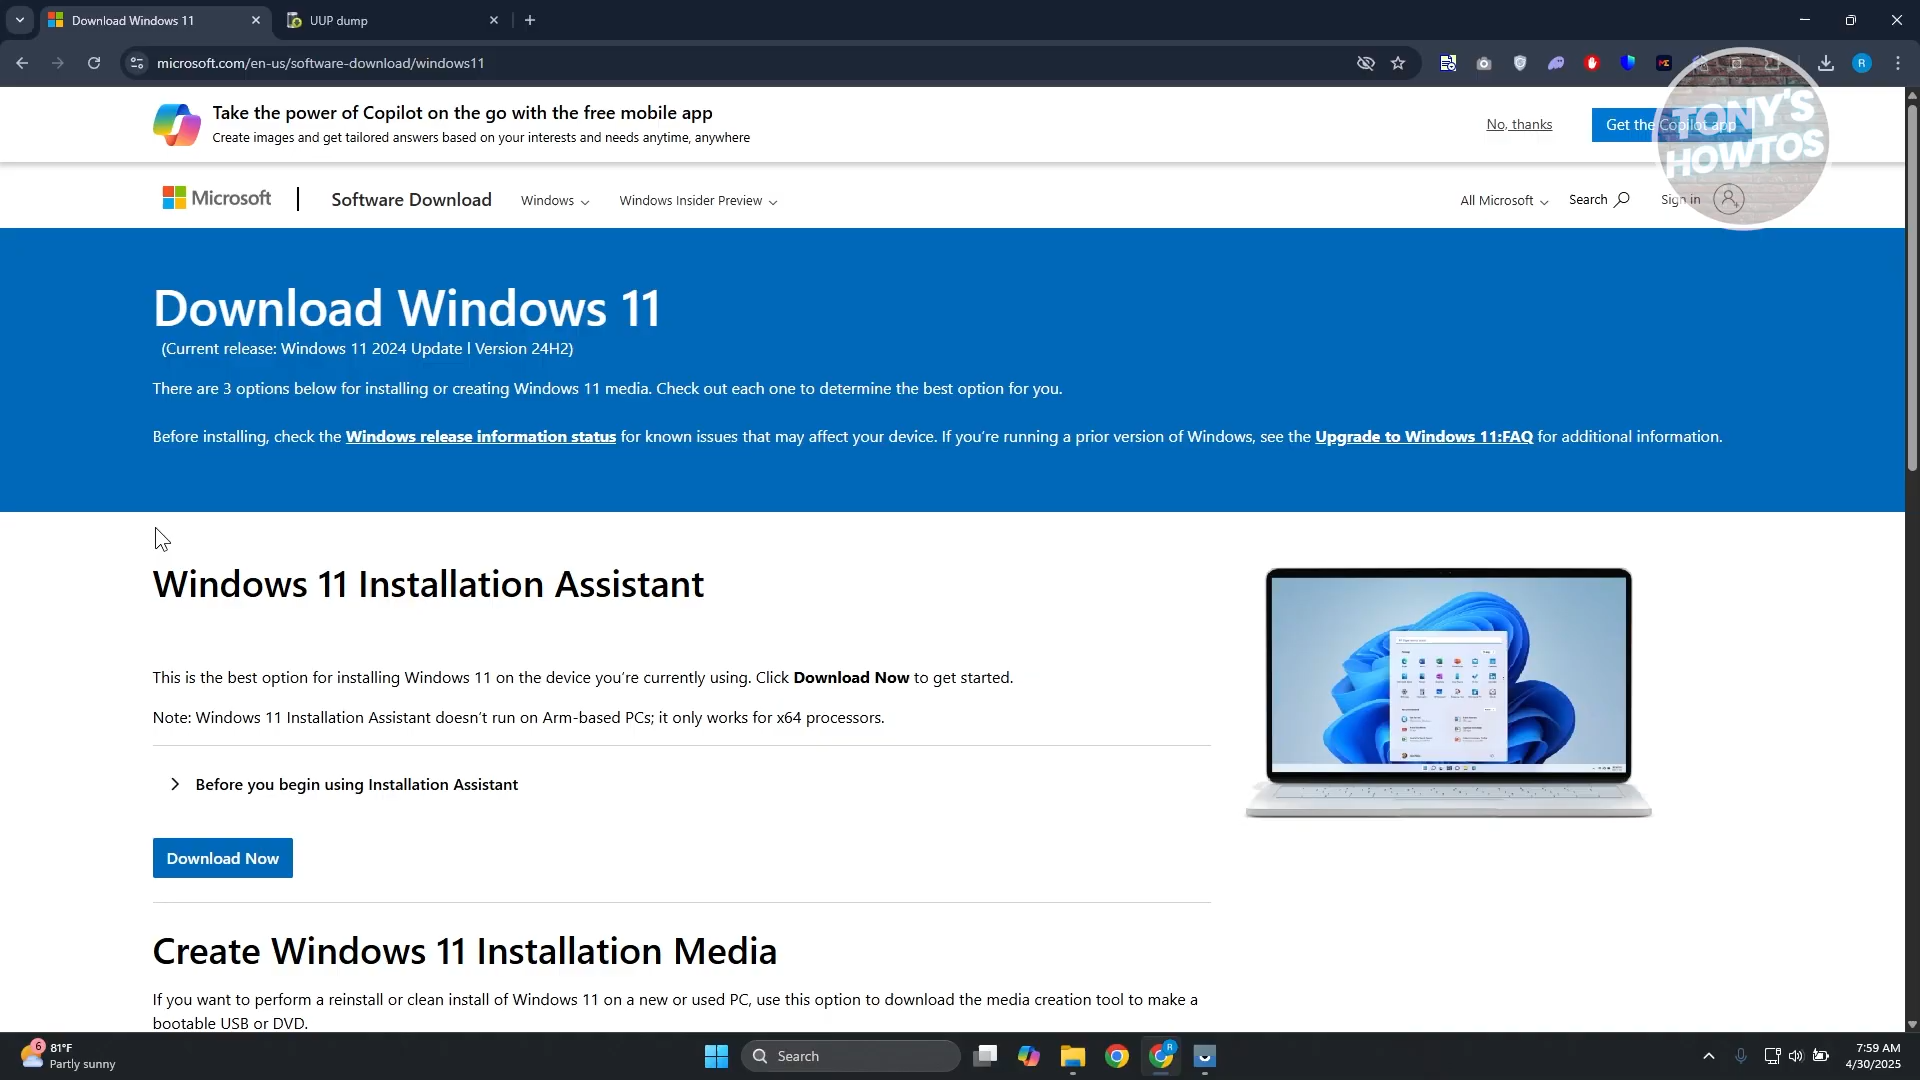 Download Windows 11
UUP dump
microsoft.com/en-us/software-download/windows11
R
Take the power of Copilot on the go with the free mobile app
Create images and get tailored answers based on your interests and needs anytime, anywhere
No, thanks
Get the Copilot app
TONY'S
HOWTOS
Microsoft
Software Download
Windows
Windows Insider Preview
All Microsoft
Search
Sign in
Download Windows 11
(Current release: Windows 11 2024 Update l Version 24H2)
There are 3 options below for installing or creating Windows 11 media. Check out each one to determine the best option for you.
Before installing, check the Windows release information status for known issues that may affect your device. If you're running a prior version of Windows, see the Upgrade to Windows 11:FAQ for additional information.
Windows 11 Installation Assistant
This is the best option for installing Windows 11 on the device you're currently using. Click Download Now to get started.
Note: Windows 11 Installation Assistant doesn't run on Arm-based PCs; it only works for x64 processors.
Before you begin using Installation Assistant
Download Now
Create Windows 11 Installation Media
If you want to perform a reinstall or clean install of Windows 11 on a new or used PC, use this option to download the media creation tool to make a
bootable USB or DVD.
6
81°F
Partly sunny
Search
R
7:59 AM
4/30/2025